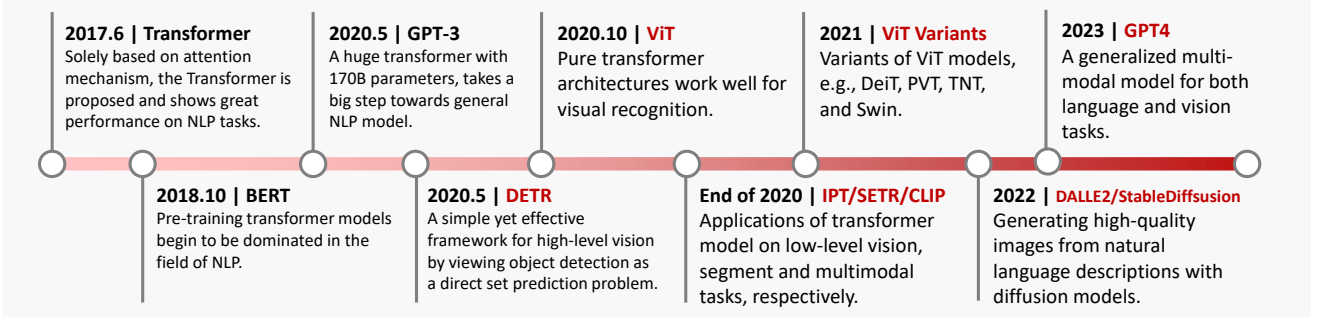 2017.6 | Transformer
Solely based on attention
mechanism, the Transformer is
proposed and shows great
performance on NLP tasks.
2018.10 | BERT
Pre-training transformer models
begin to be dominated in the
field of NLP.
2020.5 | GPT-3
A huge transformer with
170B parameters, takes a
big step towards general
NLP model.
2020.5 | DETR
A simple yet effective
framework for high-level vision
by viewing object detection as
a direct set prediction problem.
2020.10 | ViT
Pure transformer
architectures work well for
visual recognition.
End of 2020 | IPT/SETR/CLIP
Applications of transformer
model on low-level vision,
segment and multimodal
tasks, respectively.
2021 | ViT Variants
Variants of ViT models,
e.g., DeiT, PVT, TNT,
and Swin.
2022 | DALLE2/StableDiffsusion
Generating high-quality
images from natural
language descriptions with
diffusion models.
2023 | GPT4
A generalized multi-
modal model for both
language and vision
tasks.